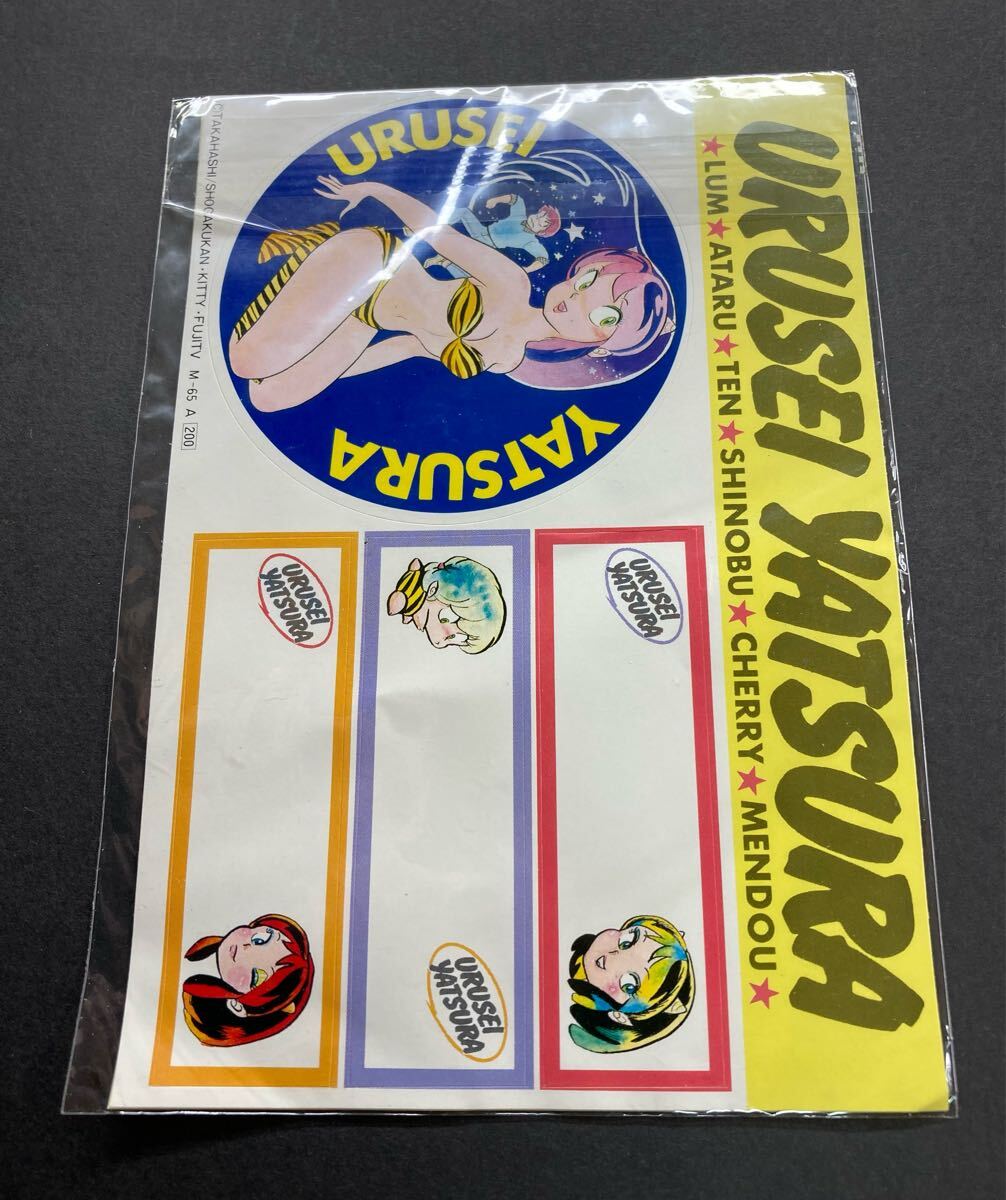 URUSEI YATSURA
★LUM★ATARU★TEN★SHINOBU★CHERRY★MENDOU★
URUSEI
YATSURA
URUSEI
YATSURA
URUSEI
YATSURA
URUSEI
YATSURA
©TAKAHASHI/SHOGAKUKAN・KITTY・FUJITV M-65 A 200